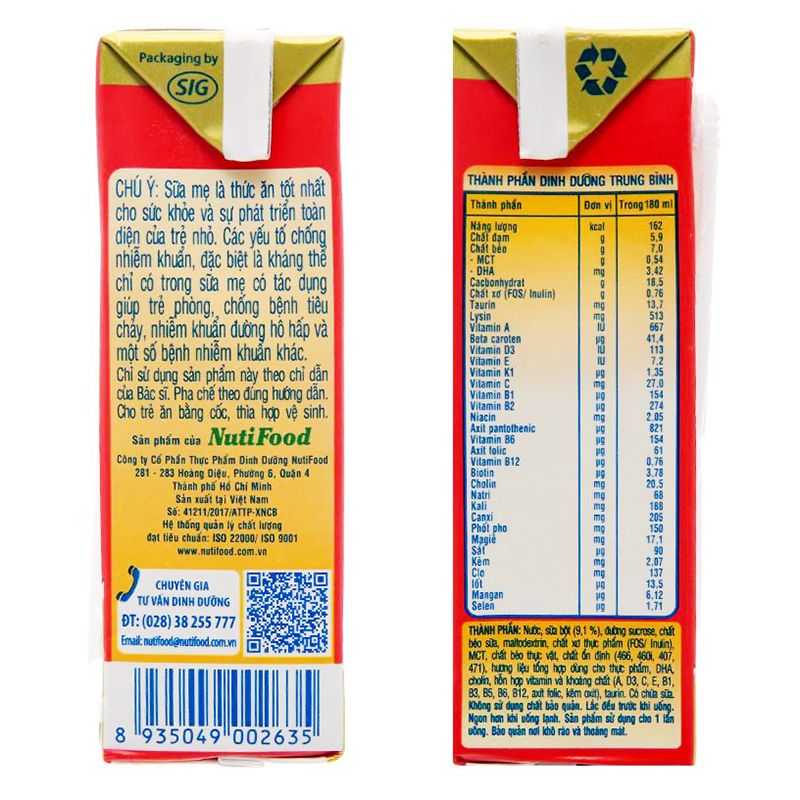 Packaging by
SIG
CHÚ Ý: Sữa mẹ là thức ăn tốt nhất
cho sức khỏe và sự phát triển toàn
diện của trẻ nhỏ. Các yếu tố chống
nhiễm khuẩn, đặc biệt là kháng thể
chỉ có trong sữa mẹ có tác dụng
giúp trẻ phòng, chống bệnh tiêu
chảy, nhiễm khuẩn đường hô hấp và
một số bệnh nhiễm khuẩn khác.
Chỉ sử dụng sản phẩm này theo chỉ dẫn
của Bác sĩ. Pha chế theo đúng hướng dẫn.
Cho trẻ ăn bằng cốc, thìa hợp vệ sinh.
Sản phẩm của NutiFood
Công ty Cổ Phần Thực Phẩm Dinh Dưỡng NutiFood
281 - 283 Hoàng Diệu, Phường 6, Quận 4
Thành phố Hồ Chí Minh
Sản xuất tại Việt Nam
Số: 41211/2017/ATTP-XNCB
Hệ thống quản lý chất lượng
đạt tiêu chuẩn: ISO 22000/ ISO 9001
www.nutifood.com.vn
CHUYÊN GIA
TƯ VẤN DINH DƯỠNG
ĐT: (028) 38 255 777
Email: nutifood@nutifood.com.vn
8 935049 002635
THÀNH PHẦN DINH DƯỠNG TRUNG BÌNH
Thành phần Đơn vị Trong 180 ml
Năng lượng kcal 162
Chất đạm g 5,9
Chất béo g 7,0
- MCT g 0,54
- DHA mg 3,42
Cacbonhydrat g 18,5
Chất xơ (FOS/ Inulin) g 0,76
Taurin mg 13,7
Lysin mg 513
Vitamin A IU 667
Beta caroten µg 41,4
Vitamin D3 IU 113
Vitamin E IU 7,2
Vitamin K1 µg 1,35
Vitamin C mg 27,0
Vitamin B1 µg 154
Vitamin B2 µg 274
Niacin mg 2,05
Axit pantothenic µg 821
Vitamin B6 µg 154
Axit folic µg 61
Vitamin B12 µg 0,76
Biotin µg 3,78
Cholin mg 20,5
Natri mg 68
Kali mg 188
Canxi mg 205
Phốt pho mg 150
Magiê mg 17,1
Sắt µg 90
Kẽm mg 2,07
Clo mg 137
Iốt µg 13,5
Mangan µg 6,12
Selen µg 1,71
THÀNH PHẦN: Nước, sữa bột (9,1 %), đường sucrose, chất
béo sữa, maltodextrin, chất xơ thực phẩm (FOS/ Inulin),
MCT, chất béo thực vật, chất ổn định (466, 460i, 407,
471), hương liệu tổng hợp dùng cho thực phẩm, DHA,
cholin, hỗn hợp vitamin và khoáng chất (A, D3, C, E, B1,
B3, B5, B6, B12, axit folic, kẽm oxit), taurin. Có chứa sữa.
Không sử dụng chất bảo quản. Lắc đều trước khi uống.
Ngon hơn khi uống lạnh. Sản phẩm sử dụng cho 1 lần
uống. Bảo quản nơi khô ráo và thoáng mát.